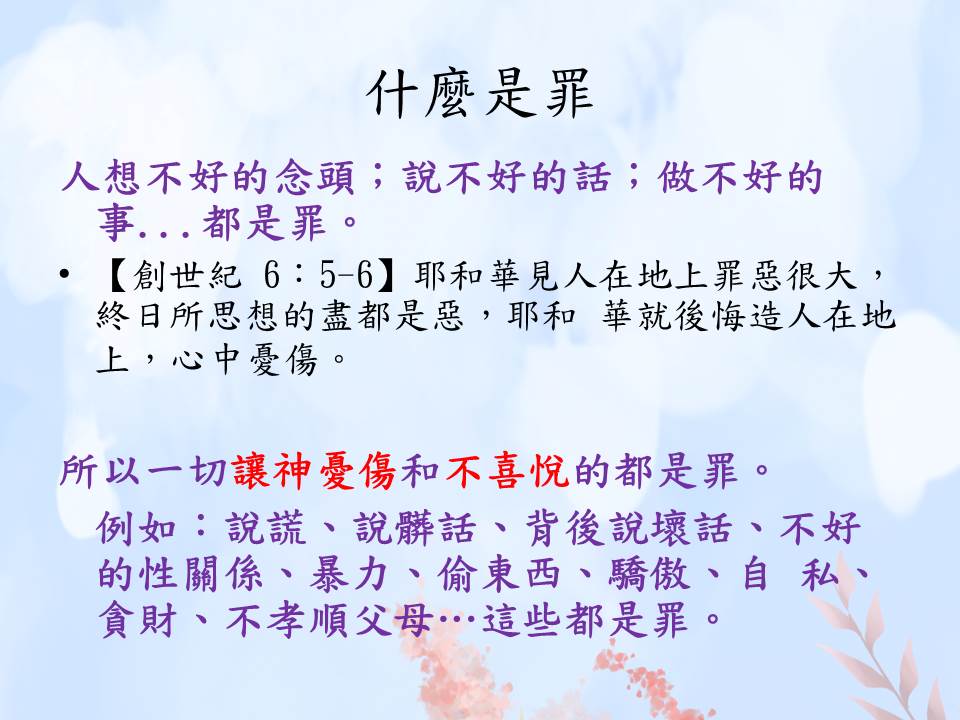 什麼是罪
人想不好的念頭；說不好的話；做不好的
事...都是罪。
• 【創世紀 6：5-6】耶和華見人在地上罪惡很大，
終日所思想的盡都是惡，耶和 華就後悔造人在地
上，心中憂傷。
所以一切讓神憂傷和不喜悅的都是罪。
例如：說謊、說髒話、背後說壞話、不好
的性關係、暴力、偷東西、驕傲、自 私、
貪財、不孝順父母…這些都是罪。